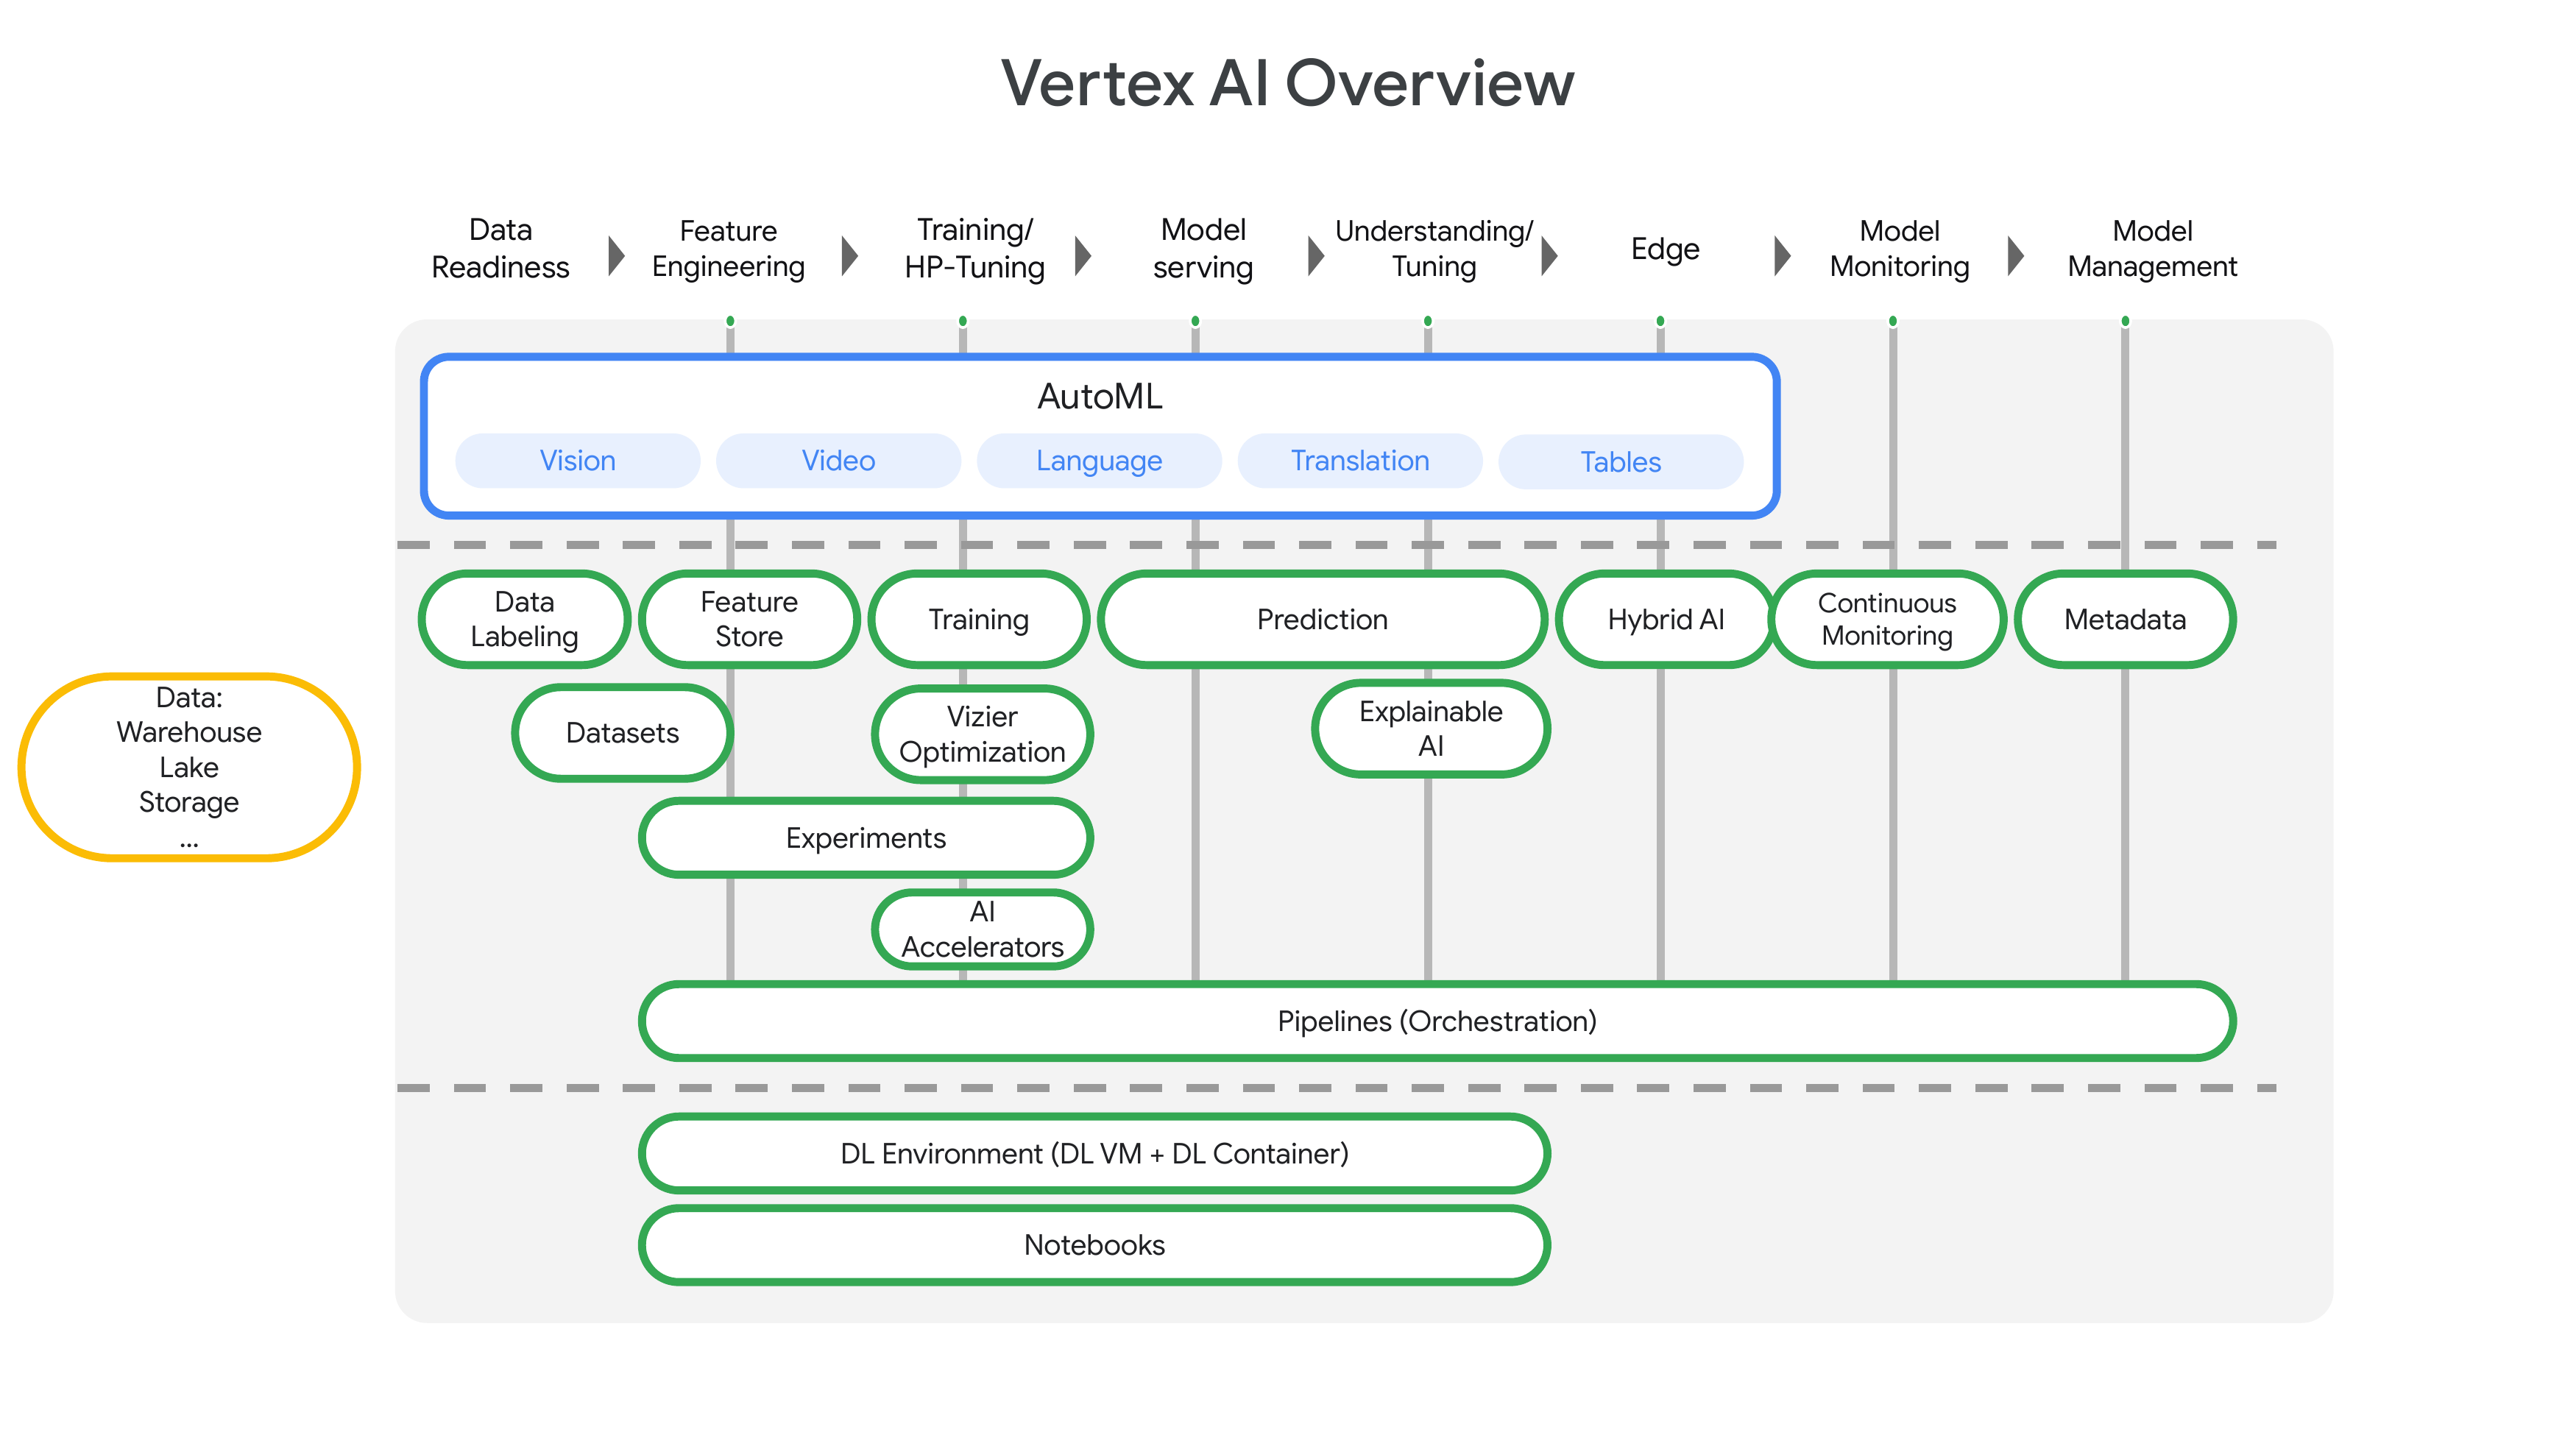 Vertex AI Overview
Data
Readiness
Feature
Engineering
Training/
HP-Tuning
Model
serving
Understanding/
Tuning
Edge
Model
Monitoring
Model
Management
AutoML
Vision
Video
Language
Translation
Tables
Data
Labeling
Feature
Store
Training
Prediction
Hybrid AI
Continuous
Monitoring
Metadata
Data:
Warehouse
Lake
Storage
...
Datasets
Vizier
Optimization
Explainable
AI
Experiments
AI
Accelerators
Pipelines (Orchestration)
DL Environment (DL VM + DL Container)
Notebooks